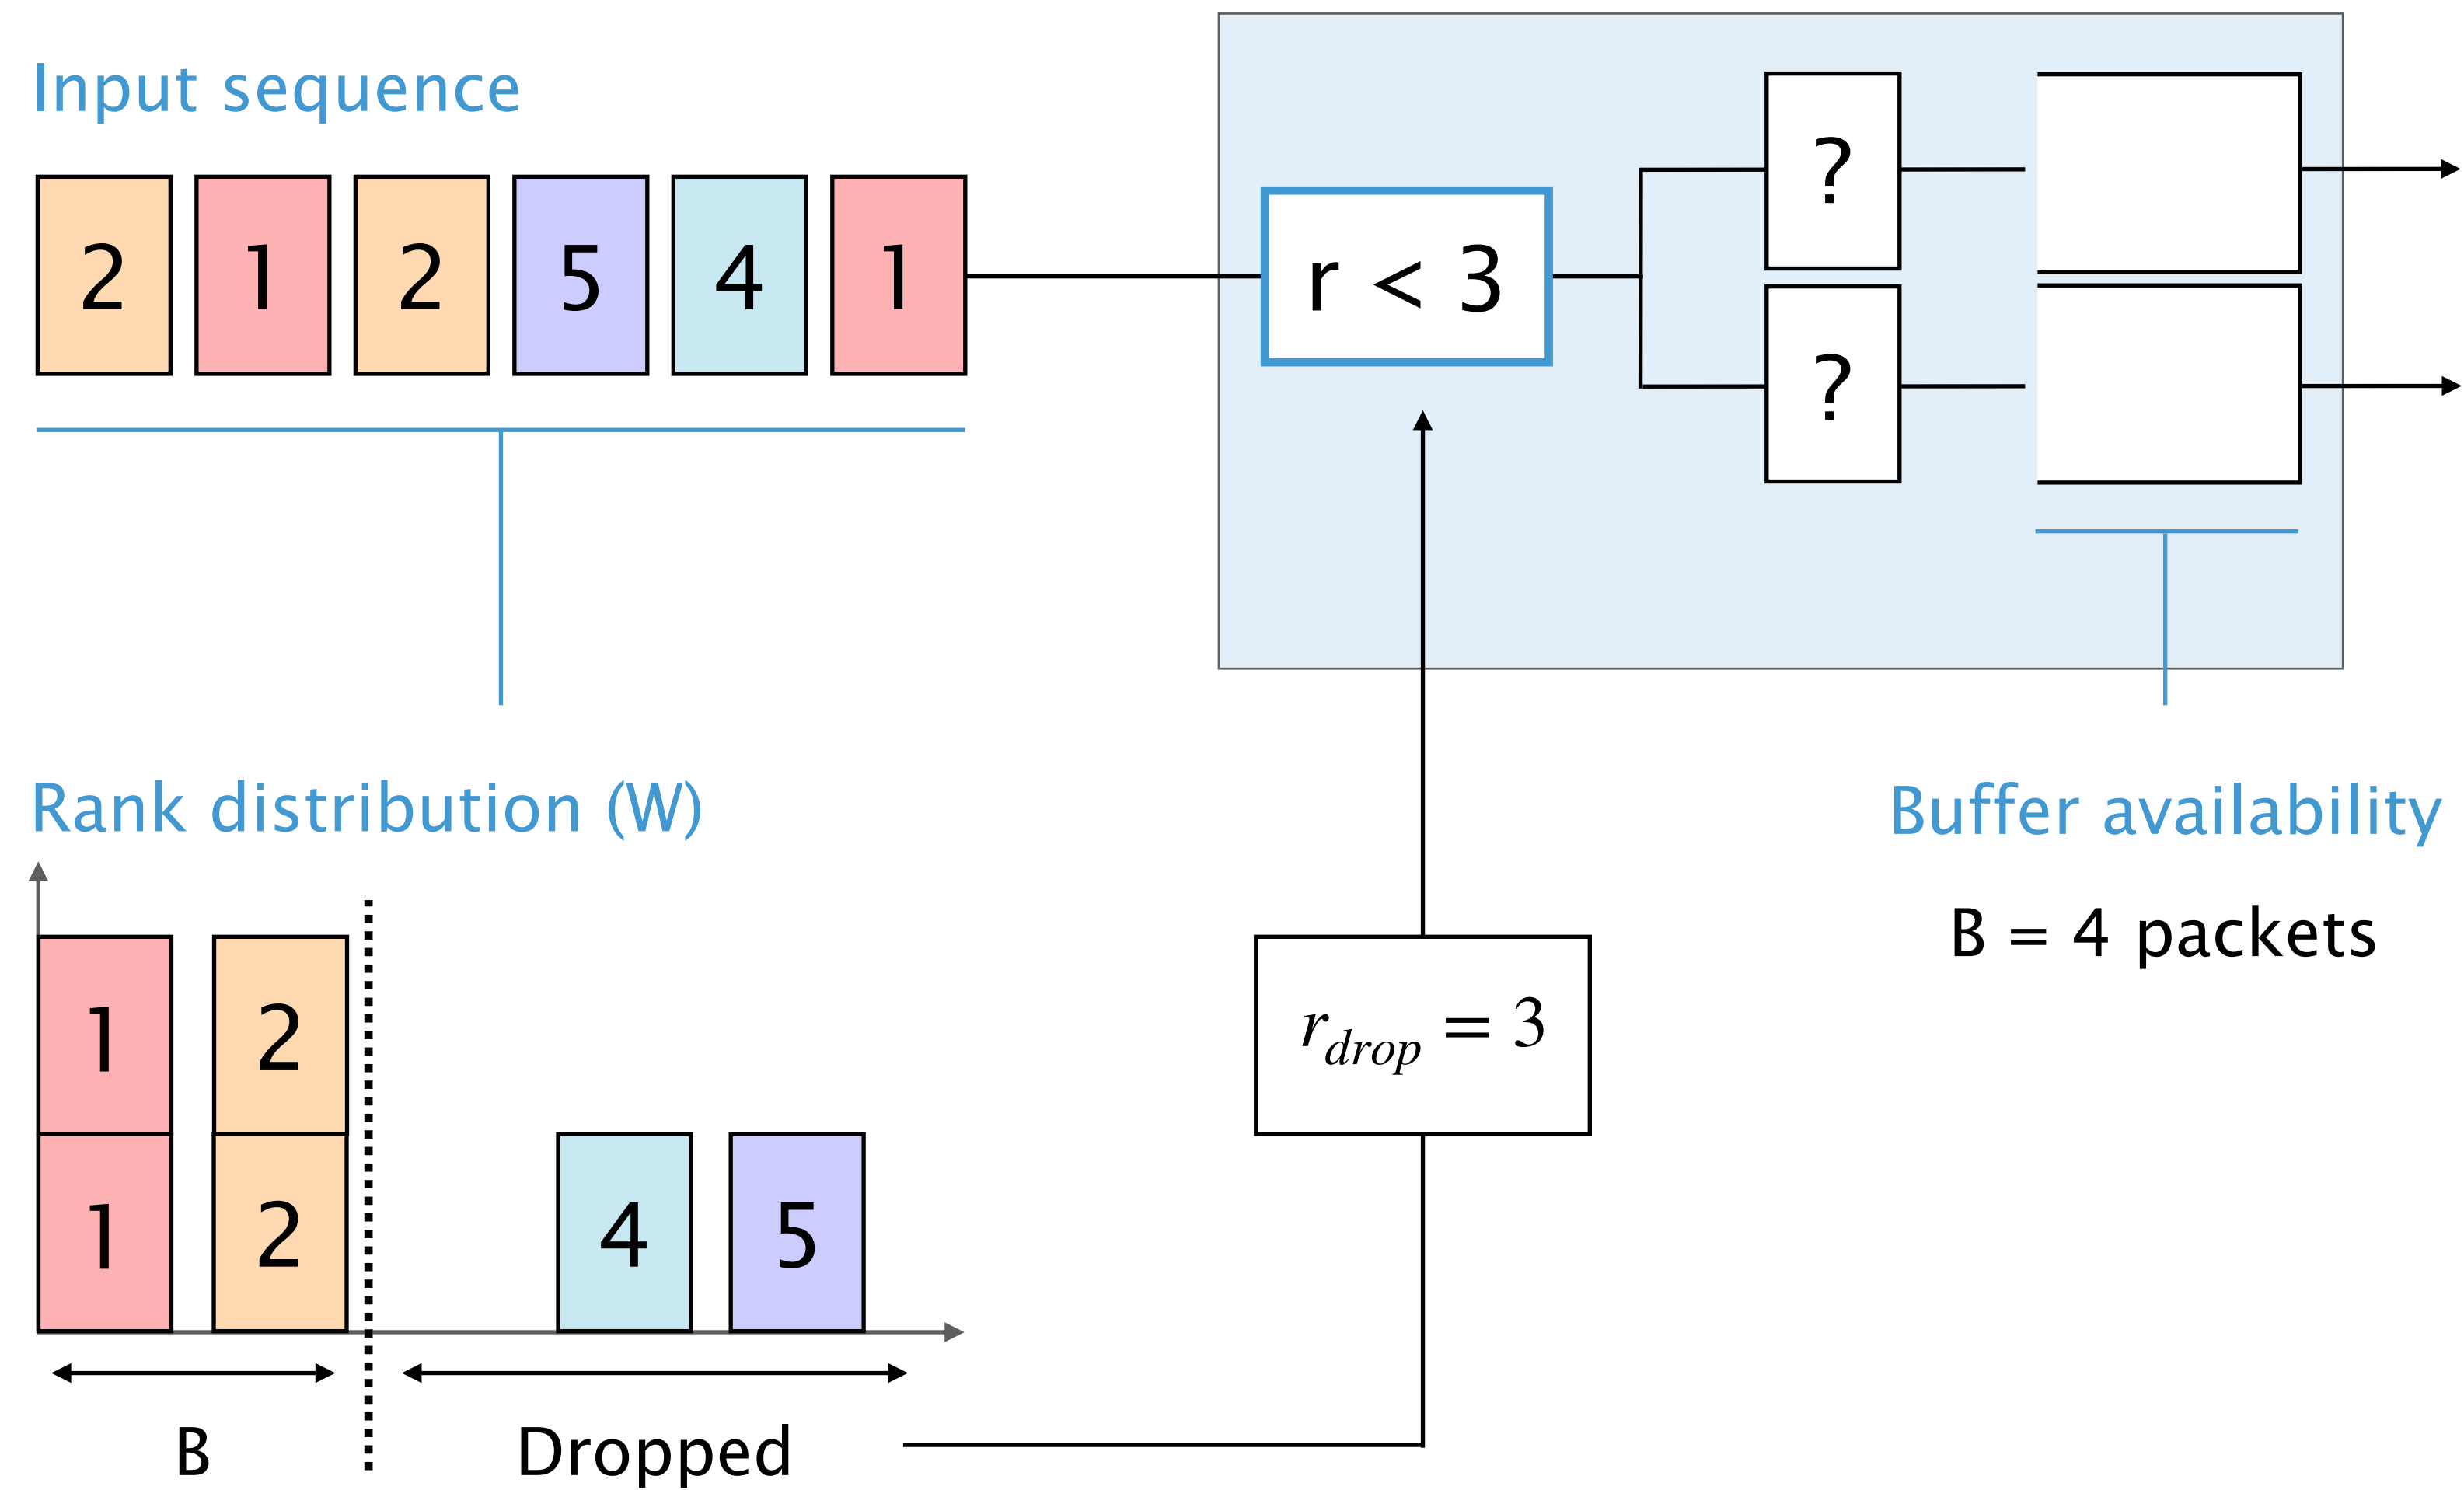 Input sequence
2 1 2 5 4 1
r < 3
?
?
Rank distribution (W)
Buffer availability
B = 4 packets
1 2
1 2 4 5
r_drop = 3
B
Dropped